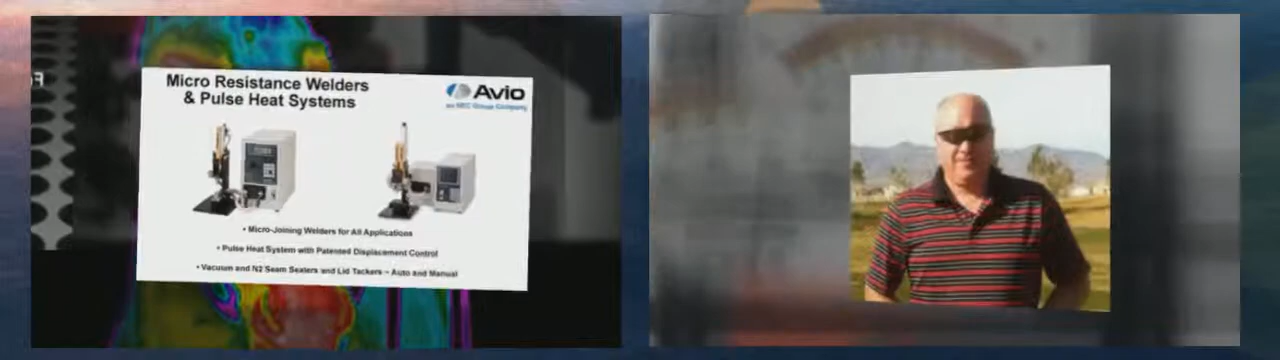 Micro Resistance Welders
& Pulse Heat Systems
Avio
an NEC Group Company
• Micro-Joining Welders for All Applications
• Pulse Heat System with Patented Displacement Control
• Vacuum and N2 Seam Sealers and Lid Tackers - Auto and Manual